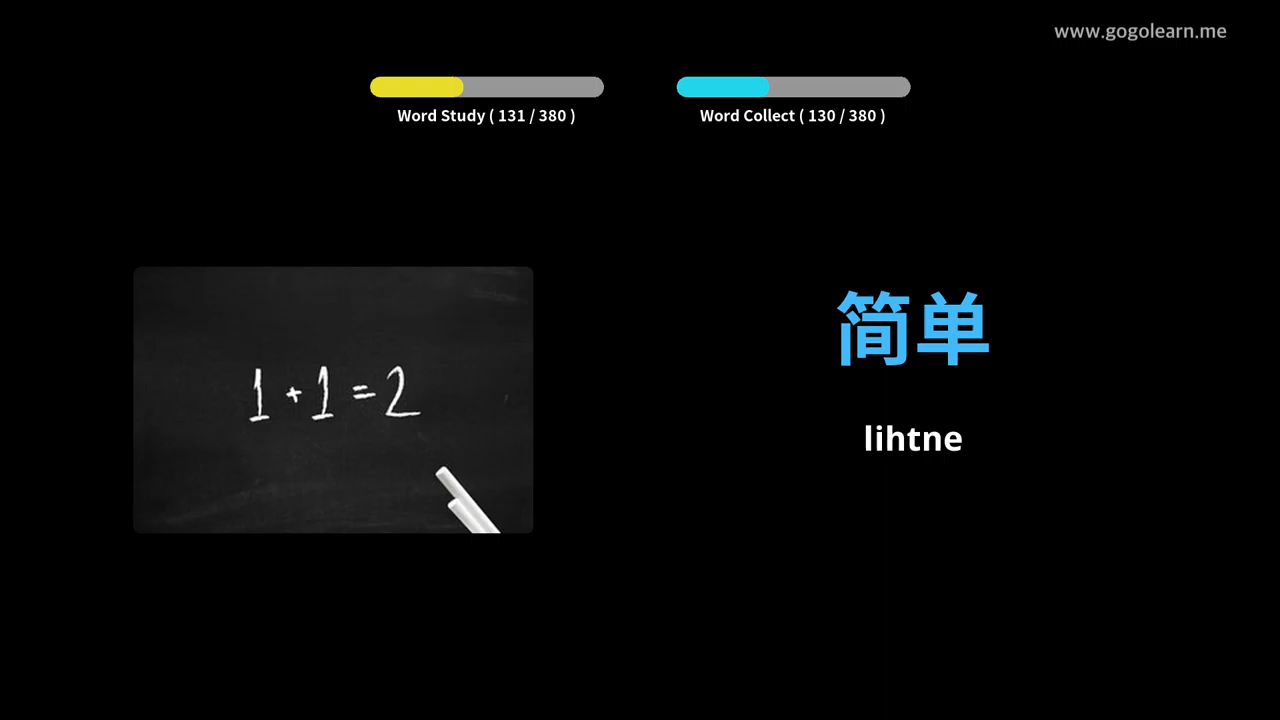 www.gogolearn.me
Word Study ( 131 / 380 )
Word Collect ( 130 / 380 )
1 + 1 = 2
简单
lihtne